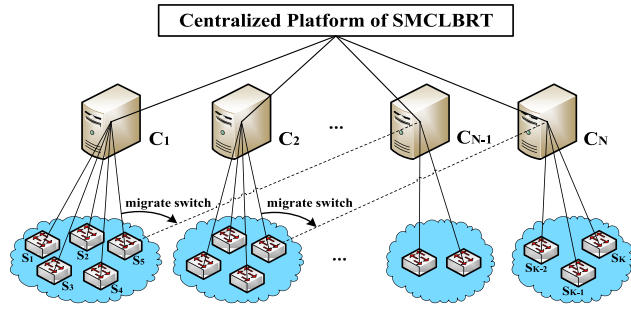 Centralized Platform of SMCLBRT
C1 C2 ... CN-1 CN
migrate switch migrate switch
S1 S2 S3 S4 S5 ... SK-2 SK-1 SK